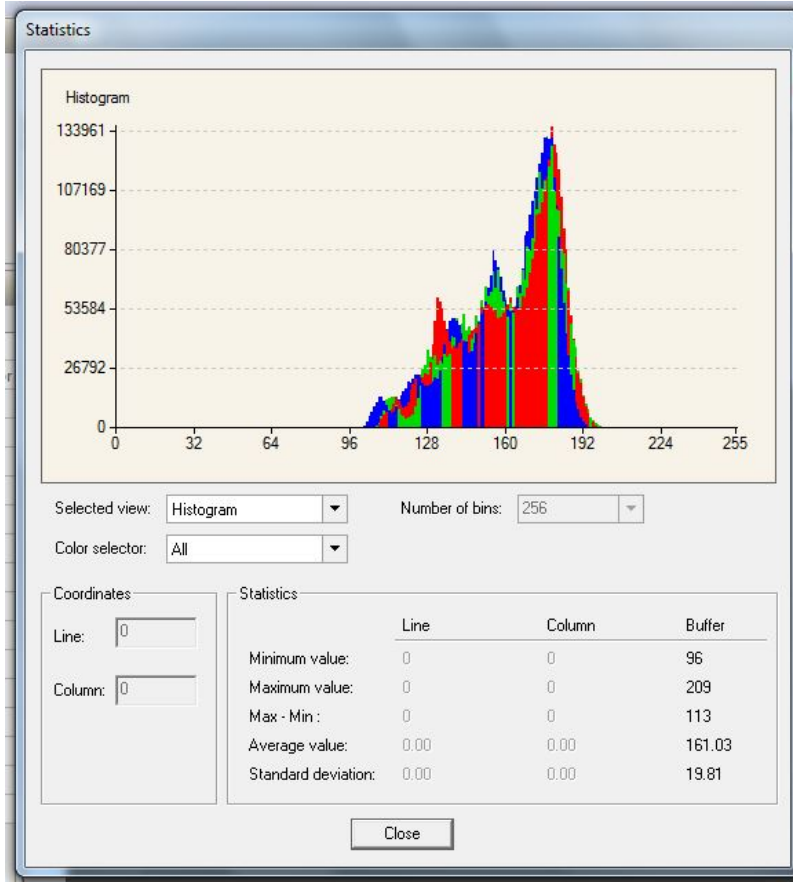 Statistics
Histogram
133961
107169
80377
53584
26792
0
0 32 64 96 128 160 192 224 255
Selected view: Histogram Number of bins: 256
Color selector: All
Coordinates
Line: 0
Column: 0
Statistics
Line Column Buffer
Minimum value: 0 0 96
Maximum value: 0 0 209
Max - Min : 0 0 113
Average value: 0.00 0.00 161.03
Standard deviation: 0.00 0.00 19.81
Close